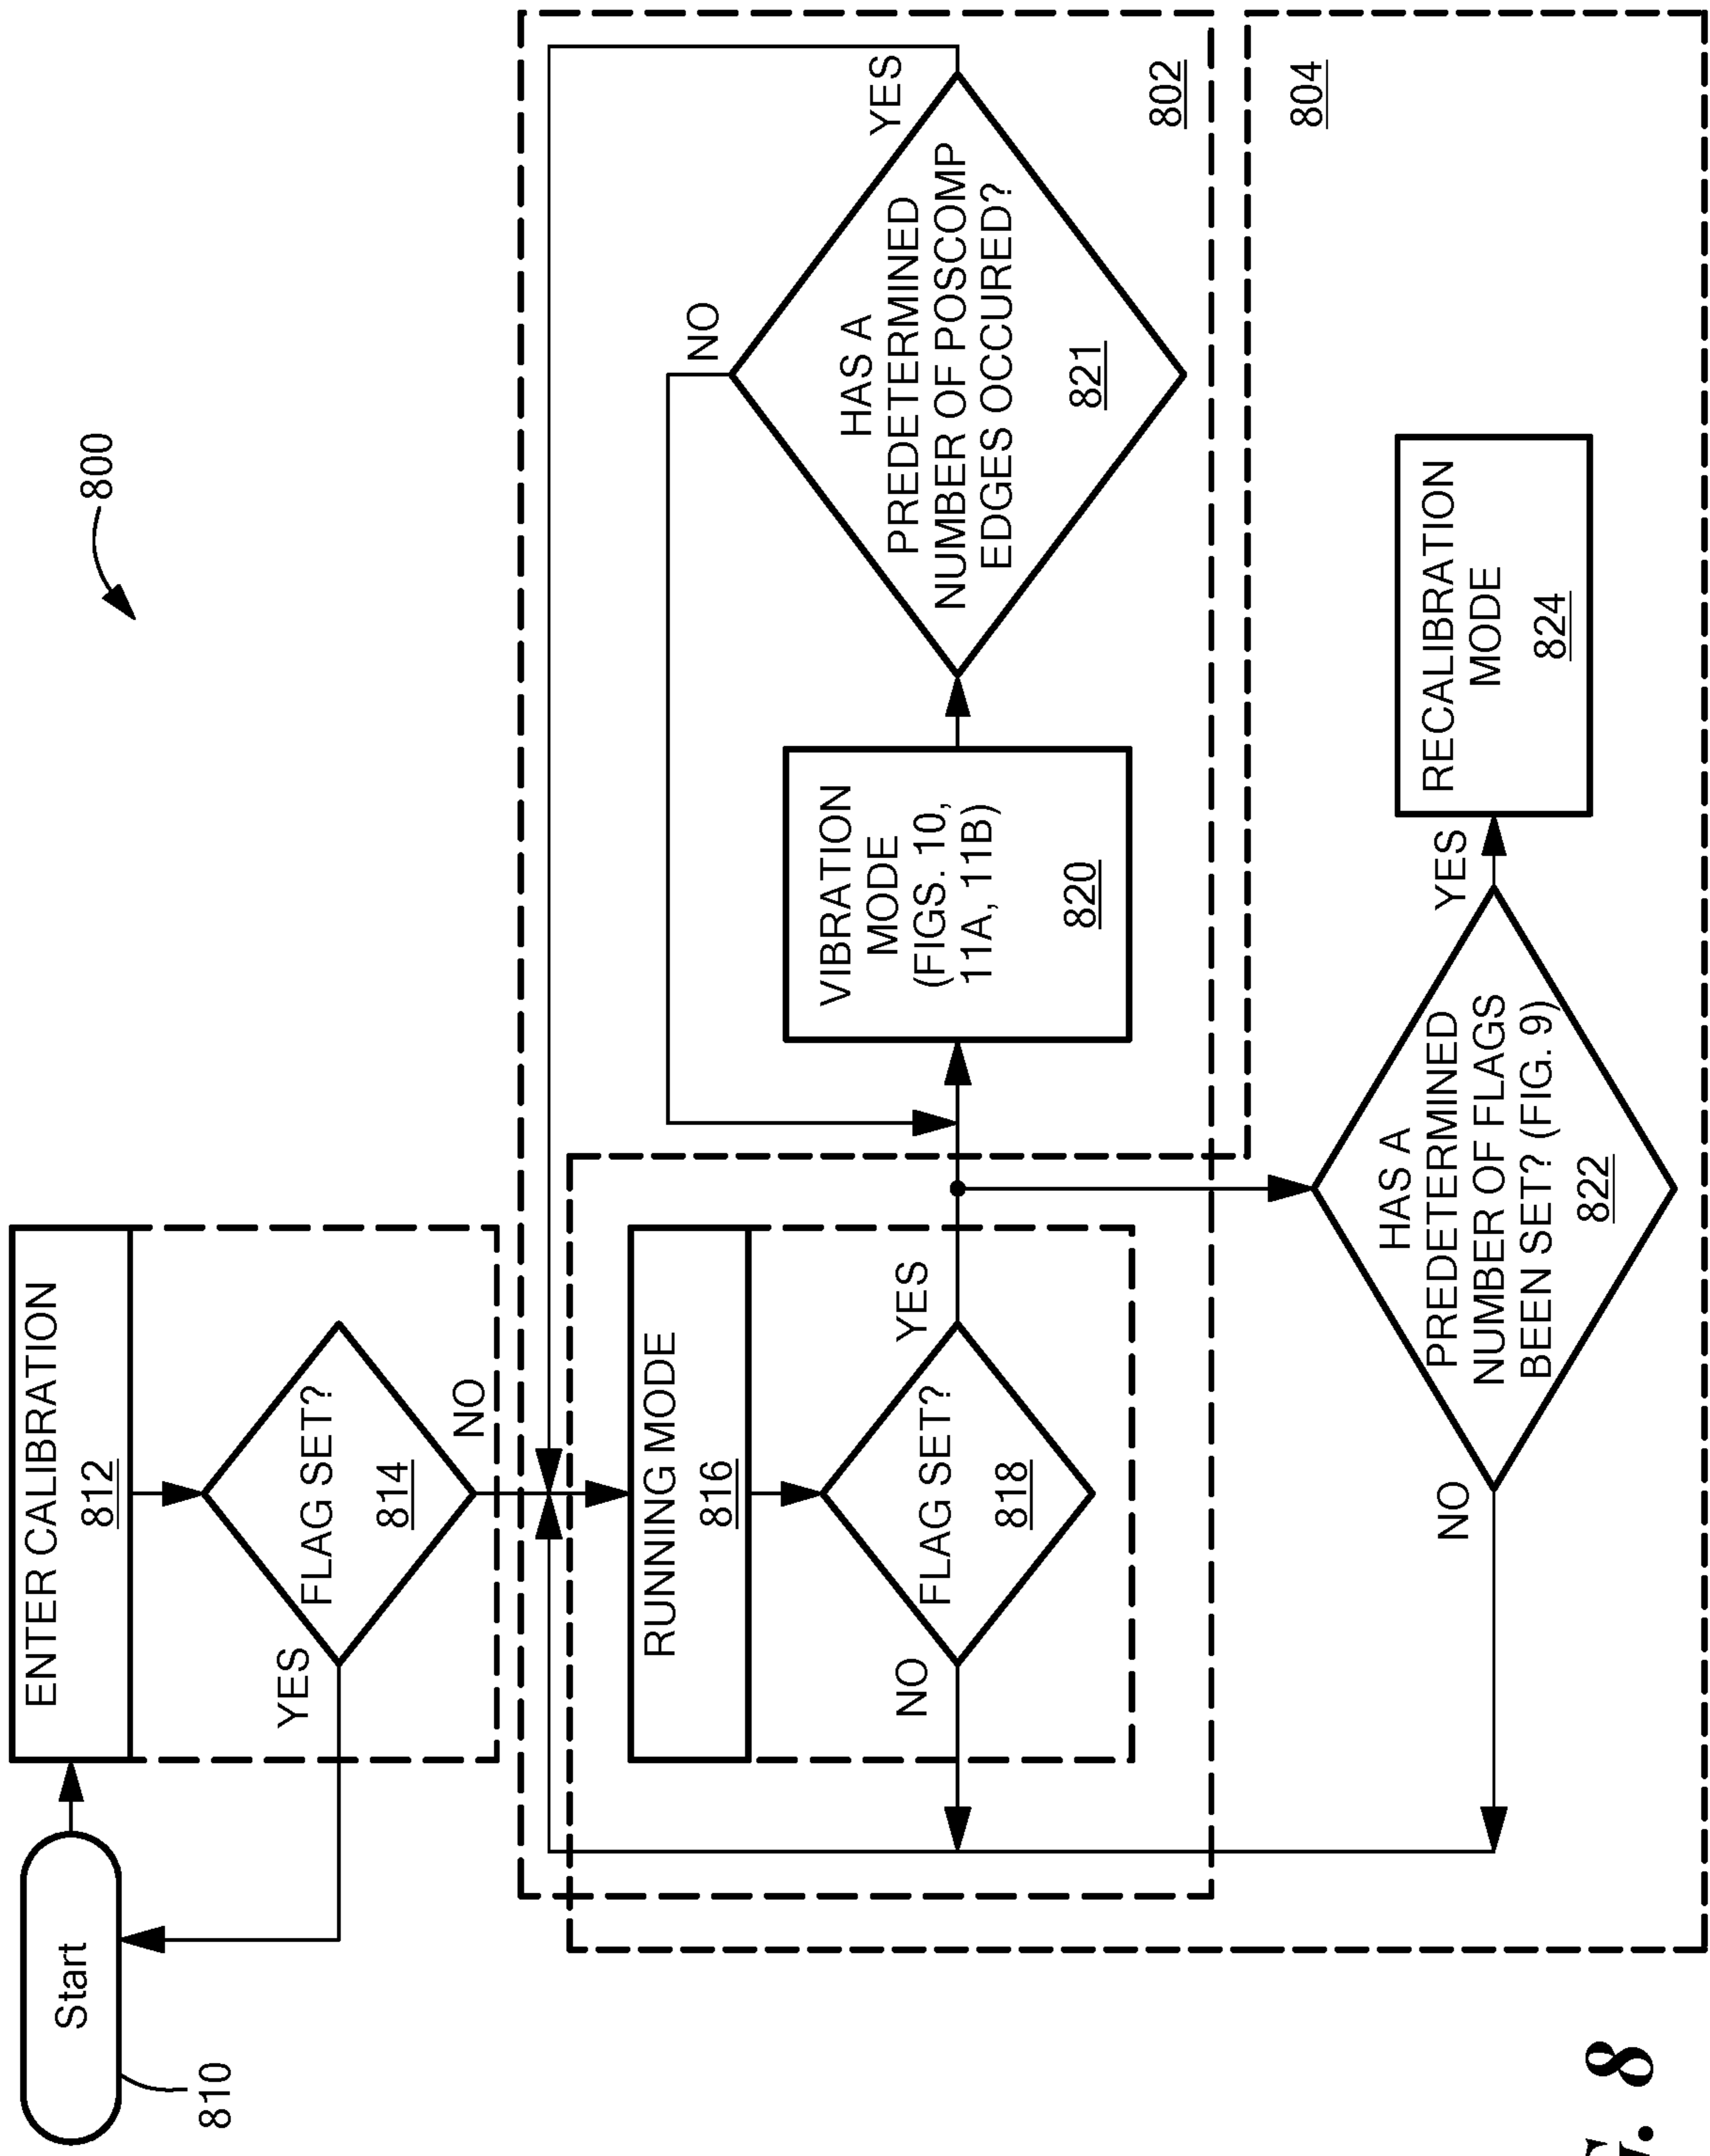 800
Start
810
ENTER CALIBRATION
812
FLAG SET?
814
YES
NO
RUNNING MODE
816
FLAG SET?
818
NO
YES
VIBRATION
MODE
(FIGS. 10,
11A, 11B)
820
HAS A
PREDETERMINED
NUMBER OF POSCOMP
EDGES OCCURED?
821
NO
YES
802
804
HAS A
PREDETERMINED
NUMBER OF FLAGS
BEEN SET? (FIG. 9)
822
NO
YES
RECALIBRATION
MODE
824
8